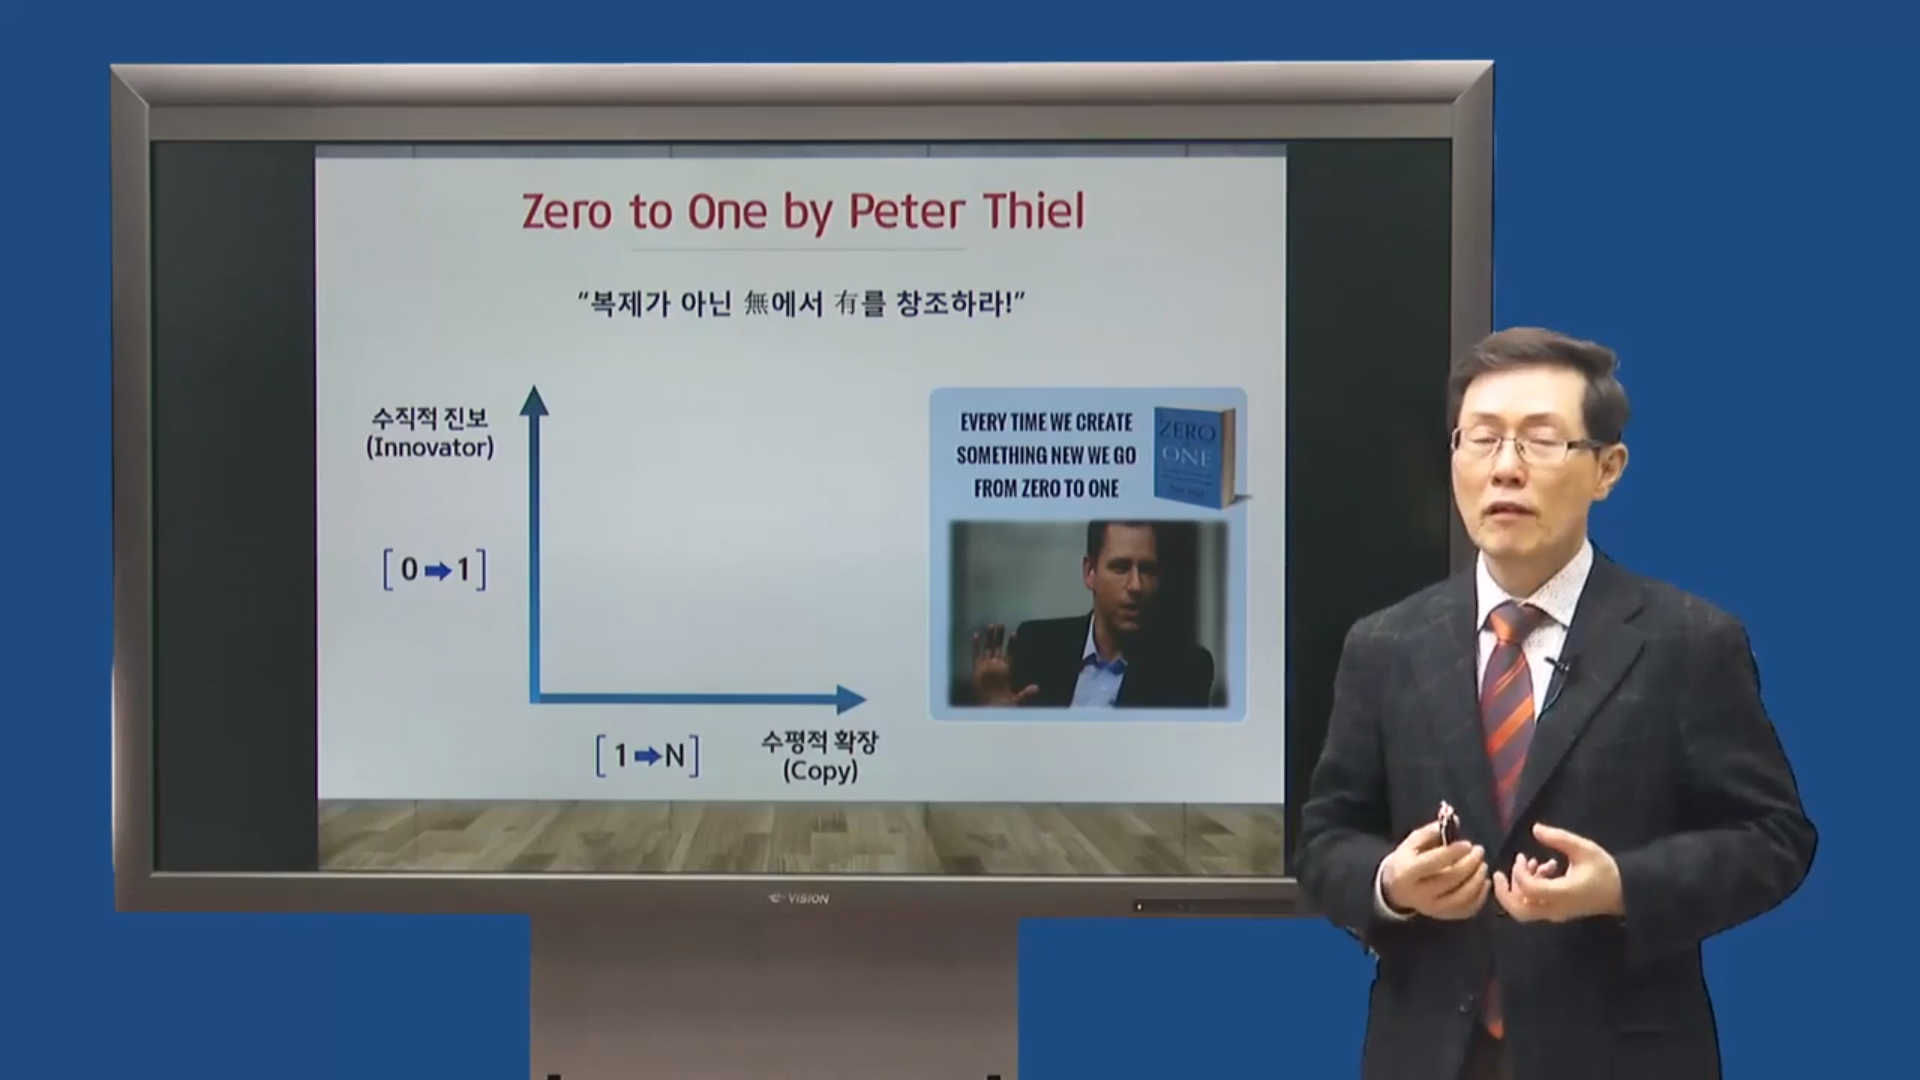 Zero to One by Peter Thiel
“복제가 아닌 無에서 有를 창조하라!”
수직적 진보
(Innovator)
[ 0 ➡ 1 ]
[ 1 ➡ N ]
수평적 확장
(Copy)
EVERY TIME WE CREATE
SOMETHING NEW WE GO
FROM ZERO TO ONE
ZERO
ONE
e-VISION